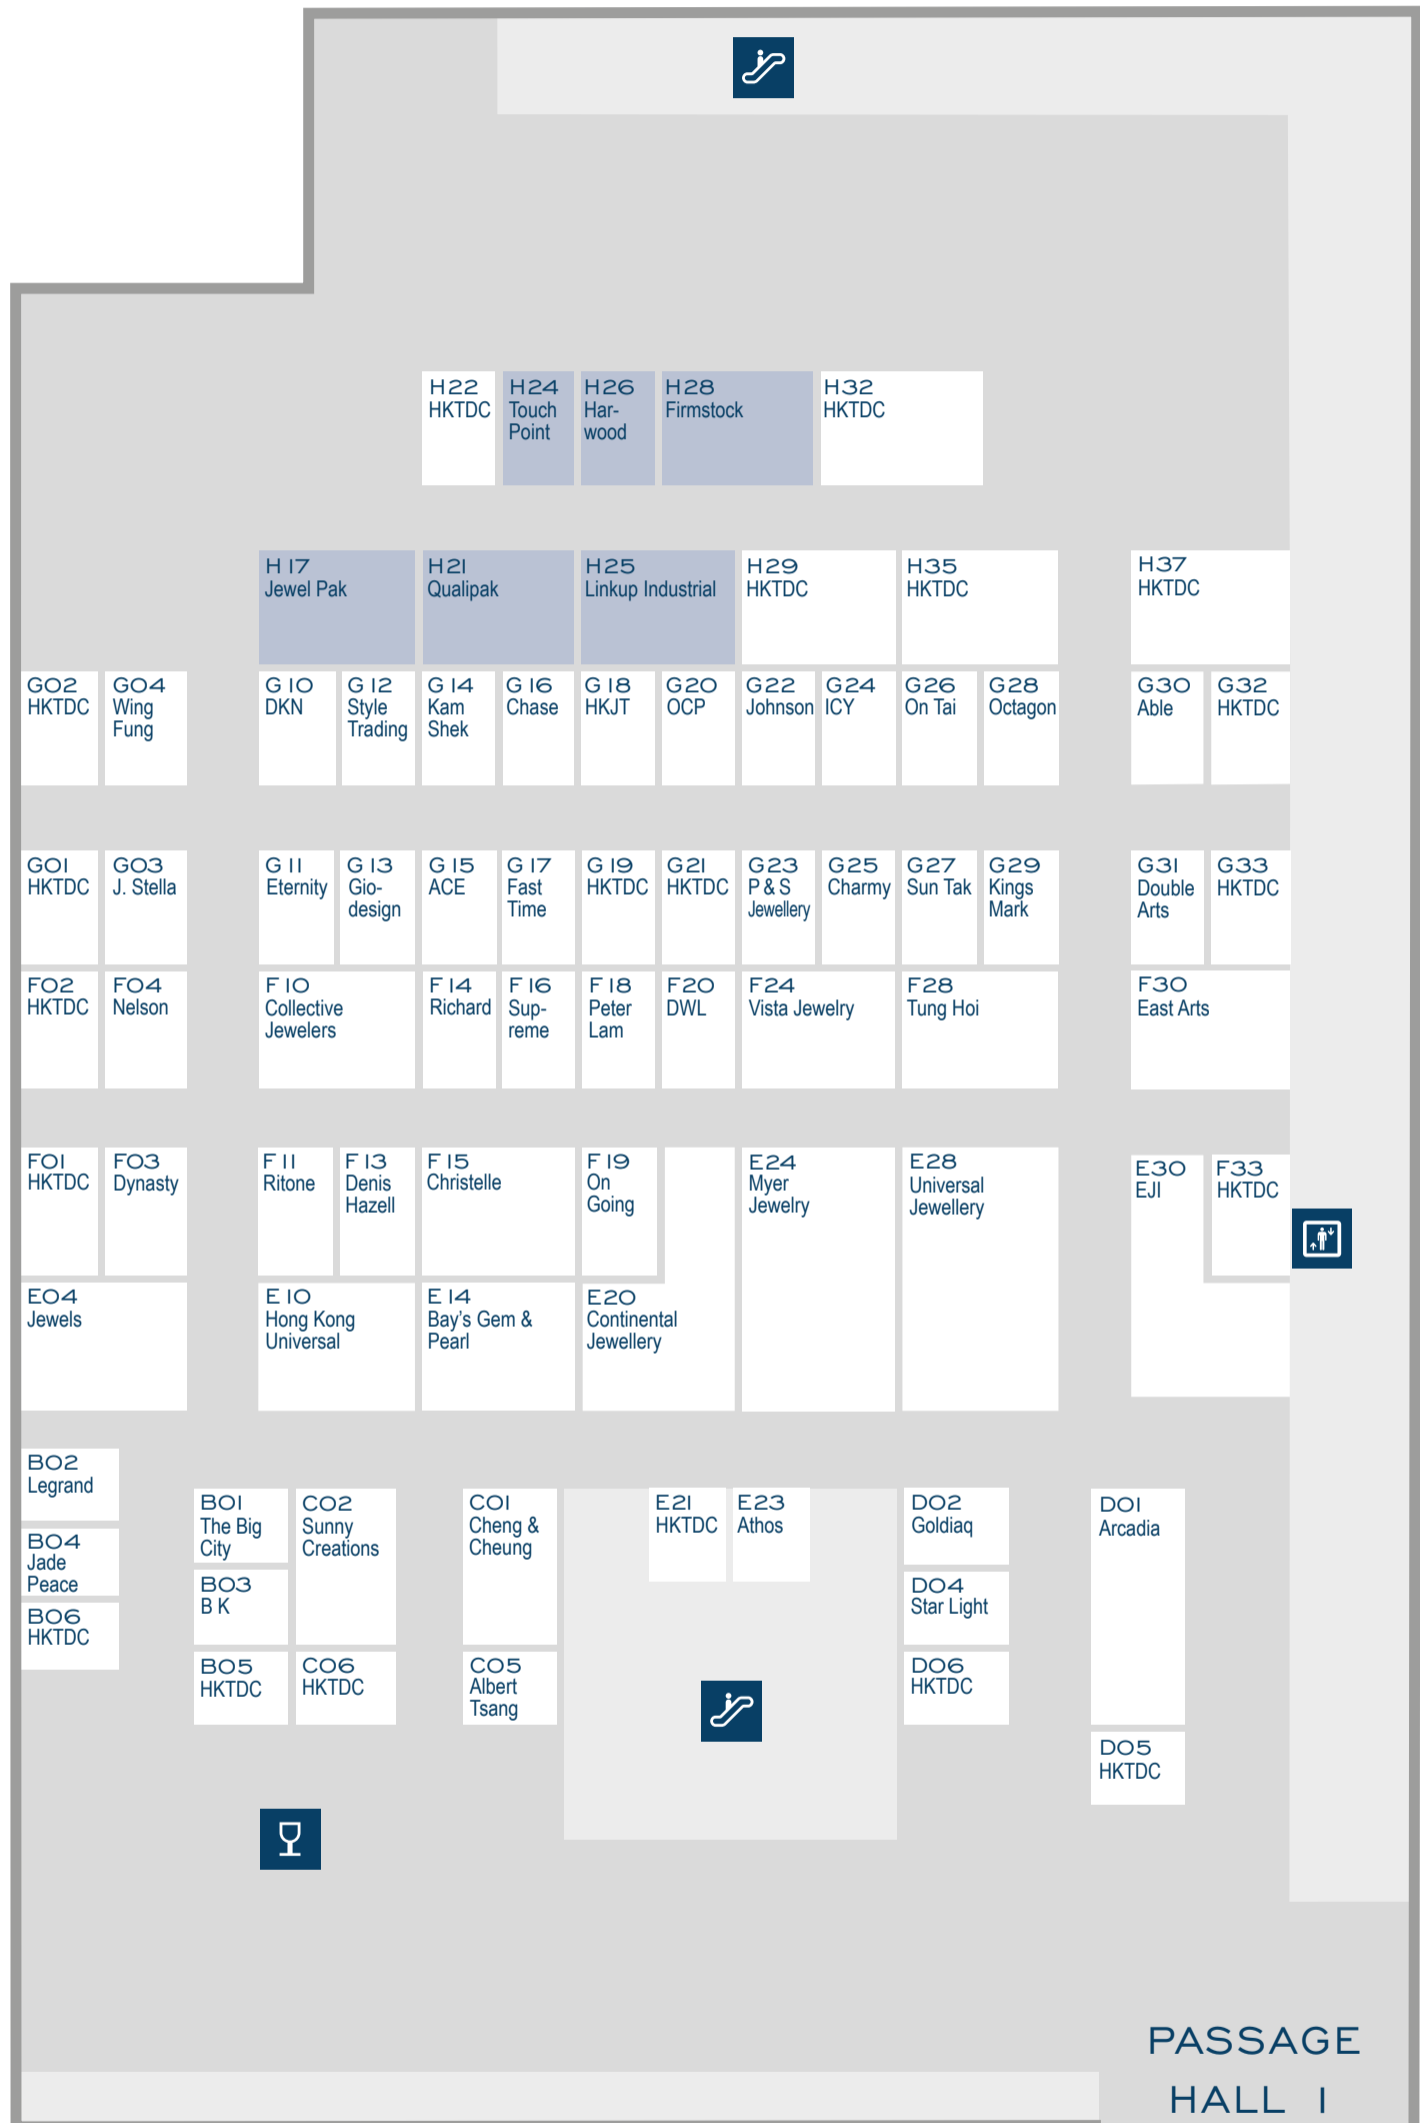 H22
HKTDC
H24
Touch
Point
H26
Har-
wood
H28
Firmstock
H32
HKTDC
H17
Jewel Pak
H21
Qualipak
H25
Linkup Industrial
H29
HKTDC
H35
HKTDC
H37
HKTDC
G02
HKTDC
G04
Wing
Fung
G10
DKN
G12
Style
Trading
G14
Kam
Shek
G16
Chase
G18
HKJT
G20
OCP
G22
Johnson
G24
ICY
G26
On Tai
G28
Octagon
G30
Able
G32
HKTDC
G01
HKTDC
G03
J. Stella
G11
Eternity
G13
Gio-
design
G15
ACE
G17
Fast
Time
G19
HKTDC
G21
HKTDC
G23
P & S
Jewellery
G25
Charmy
G27
Sun Tak
G29
Kings
Mark
G31
Double
Arts
G33
HKTDC
F02
HKTDC
F04
Nelson
F10
Collective
Jewelers
F14
Richard
F16
Sup-
reme
F18
Peter
Lam
F20
DWL
F24
Vista Jewelry
F28
Tung Hoi
F30
East Arts
F01
HKTDC
F03
Dynasty
F11
Ritone
F13
Denis
Hazell
F15
Christelle
F19
On
Going
E24
Myer
Jewelry
E28
Universal
Jewellery
E30
EJI
F33
HKTDC
E04
Jewels
E10
Hong Kong
Universal
E14
Bay's Gem &
Pearl
E20
Continental
Jewellery
B02
Legrand
B04
Jade
Peace
B06
HKTDC
B01
The Big
City
B03
B K
B05
HKTDC
C02
Sunny
Creations
C06
HKTDC
C01
Cheng &
Cheung
C05
Albert
Tsang
E21
HKTDC
E23
Athos
D02
Goldiaq
D04
Star Light
D06
HKTDC
D01
Arcadia
D05
HKTDC
PASSAGE
HALL 1